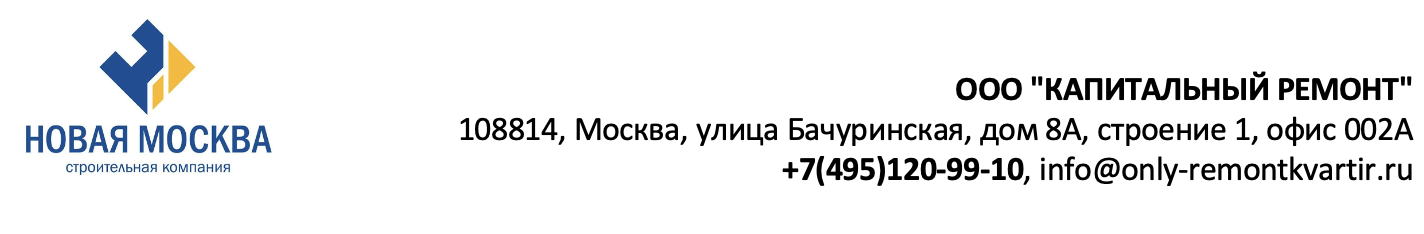 НОВАЯ МОСКВА
строительная компания
ООО "КАПИТАЛЬНЫЙ РЕМОНТ"
108814, Москва, улица Бачуринская, дом 8А, строение 1, офис 002А
+7(495)120-99-10, info@only-remontkvartir.ru